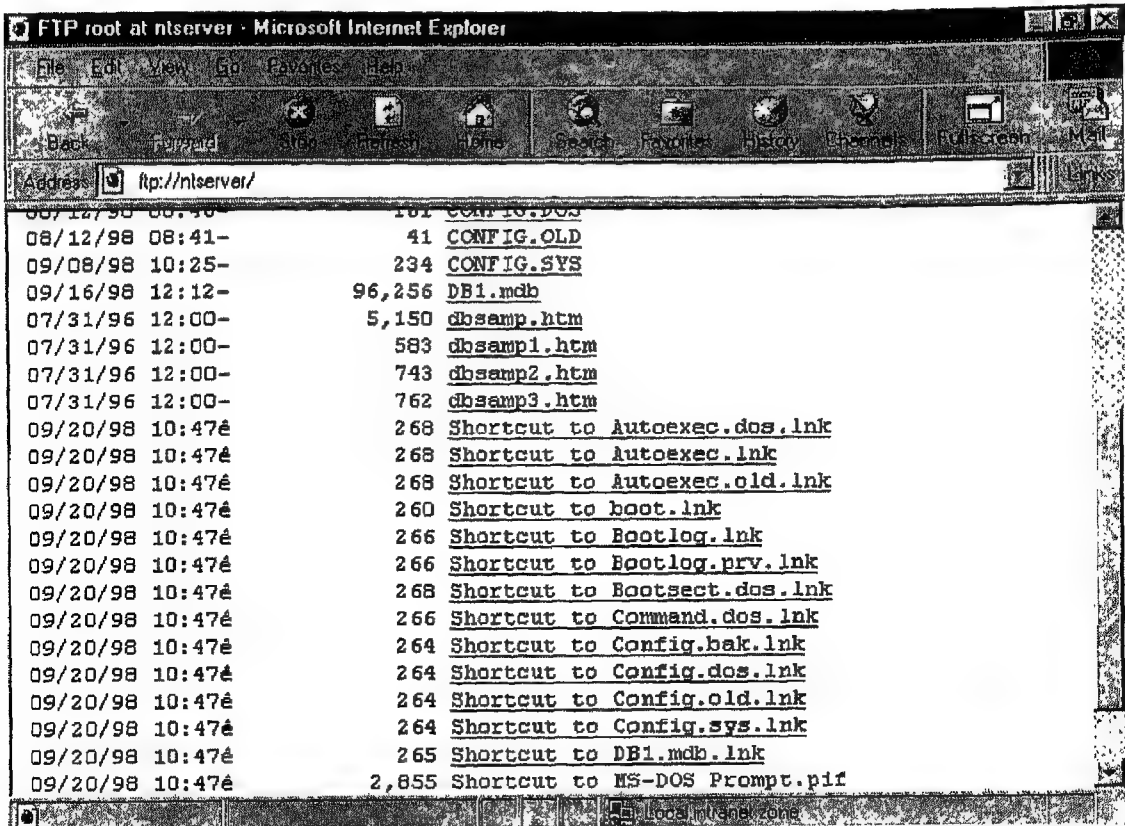 FTP root at ntserver - Microsoft Internet Explorer
File Edit View Go Favorites Help
Back Forward Stop Refresh Home Search Favorites History Channels Fullscreen Mail
Address ftp://ntserver/ Links
CONFIG.DOS
08/12/98 08:41- 41 CONFIG.OLD
09/08/98 10:25- 234 CONFIG.SYS
09/16/98 12:12- 96,256 DB1.mdb
07/31/96 12:00- 5,150 dbsamp.htm
07/31/96 12:00- 583 dbsamp1.htm
07/31/96 12:00- 743 dbsamp2.htm
07/31/96 12:00- 762 dbsamp3.htm
09/20/98 10:47ê 268 Shortcut to Autoexec.dos.lnk
09/20/98 10:47ê 268 Shortcut to Autoexec.lnk
09/20/98 10:47ê 268 Shortcut to Autoexec.old.lnk
09/20/98 10:47ê 260 Shortcut to boot.lnk
09/20/98 10:47ê 266 Shortcut to Bootlog.lnk
09/20/98 10:47ê 266 Shortcut to Bootlog.prv.lnk
09/20/98 10:47ê 268 Shortcut to Bootsect.dos.lnk
09/20/98 10:47ê 266 Shortcut to Command.dos.lnk
09/20/98 10:47ê 264 Shortcut to Config.bak.lnk
09/20/98 10:47ê 264 Shortcut to Config.dos.lnk
09/20/98 10:47ê 264 Shortcut to Config.old.lnk
09/20/98 10:47ê 264 Shortcut to Config.sys.lnk
09/20/98 10:47ê 265 Shortcut to DB1.mdb.lnk
09/20/98 10:47ê 2,855 Shortcut to MS-DOS Prompt.pif
Local intranet zone